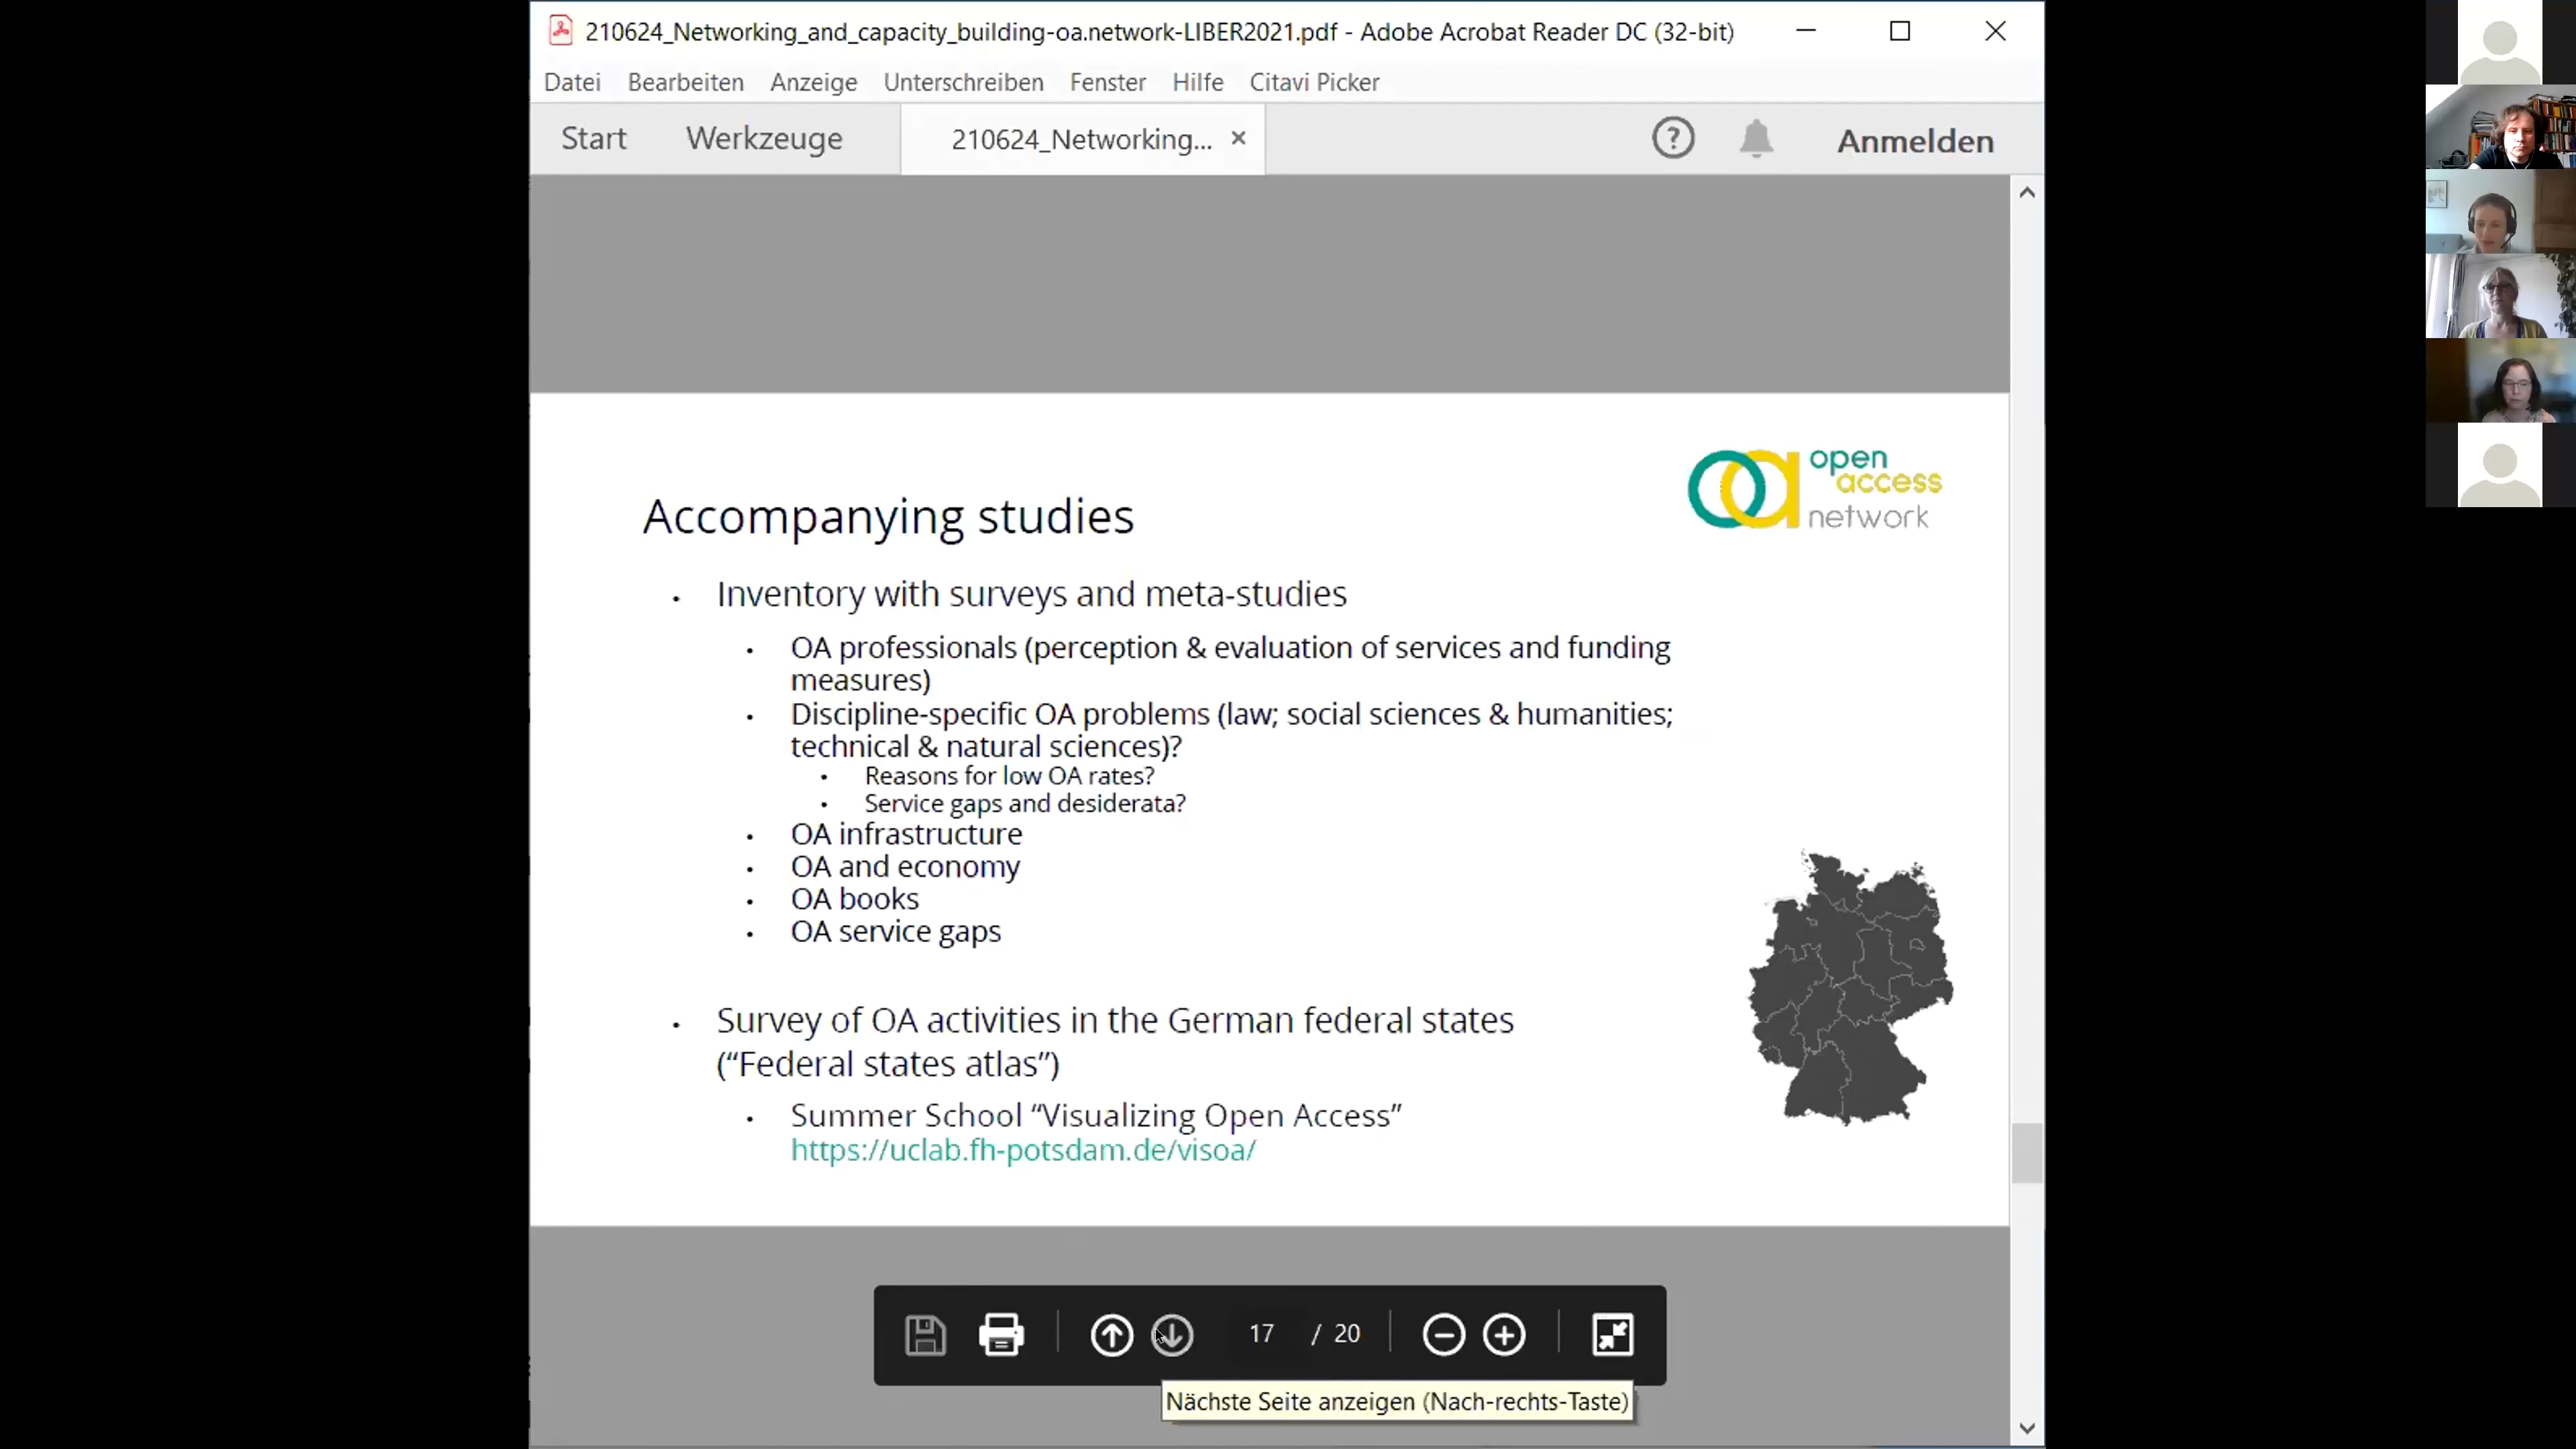 210624_Networking_and_capacity_building-oa.network-LIBER2021.pdf - Adobe Acrobat Reader DC (32-bit)
Datei Bearbeiten Anzeige Unterschreiben Fenster Hilfe Citavi Picker
Start Werkzeuge 210624_Networking... Anmelden
open
access
network
Accompanying studies
• Inventory with surveys and meta-studies
• OA professionals (perception & evaluation of services and funding
measures)
• Discipline-specific OA problems (law; social sciences & humanities;
technical & natural sciences)?
• Reasons for low OA rates?
• Service gaps and desiderata?
• OA infrastructure
• OA and economy
• OA books
• OA service gaps
• Survey of OA activities in the German federal states
(“Federal states atlas”)
• Summer School “Visualizing Open Access”
https://uclab.fh-potsdam.de/visoa/
17 / 20
Nächste Seite anzeigen (Nach-rechts-Taste)